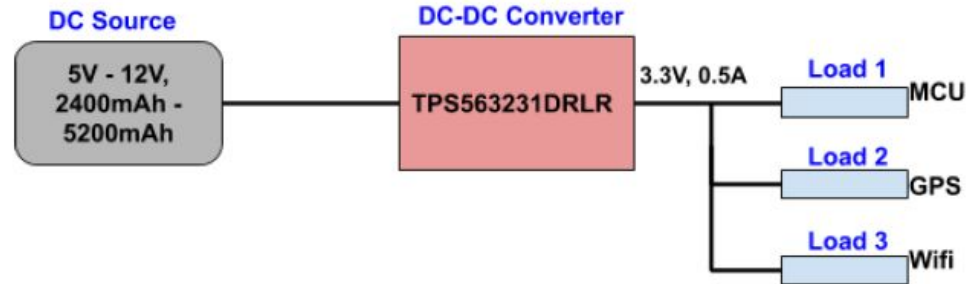 DC Source
5V - 12V,
2400mAh -
5200mAh
DC-DC Converter
TPS563231DRLR
3.3V, 0.5A
Load 1
MCU
Load 2
GPS
Load 3
Wifi